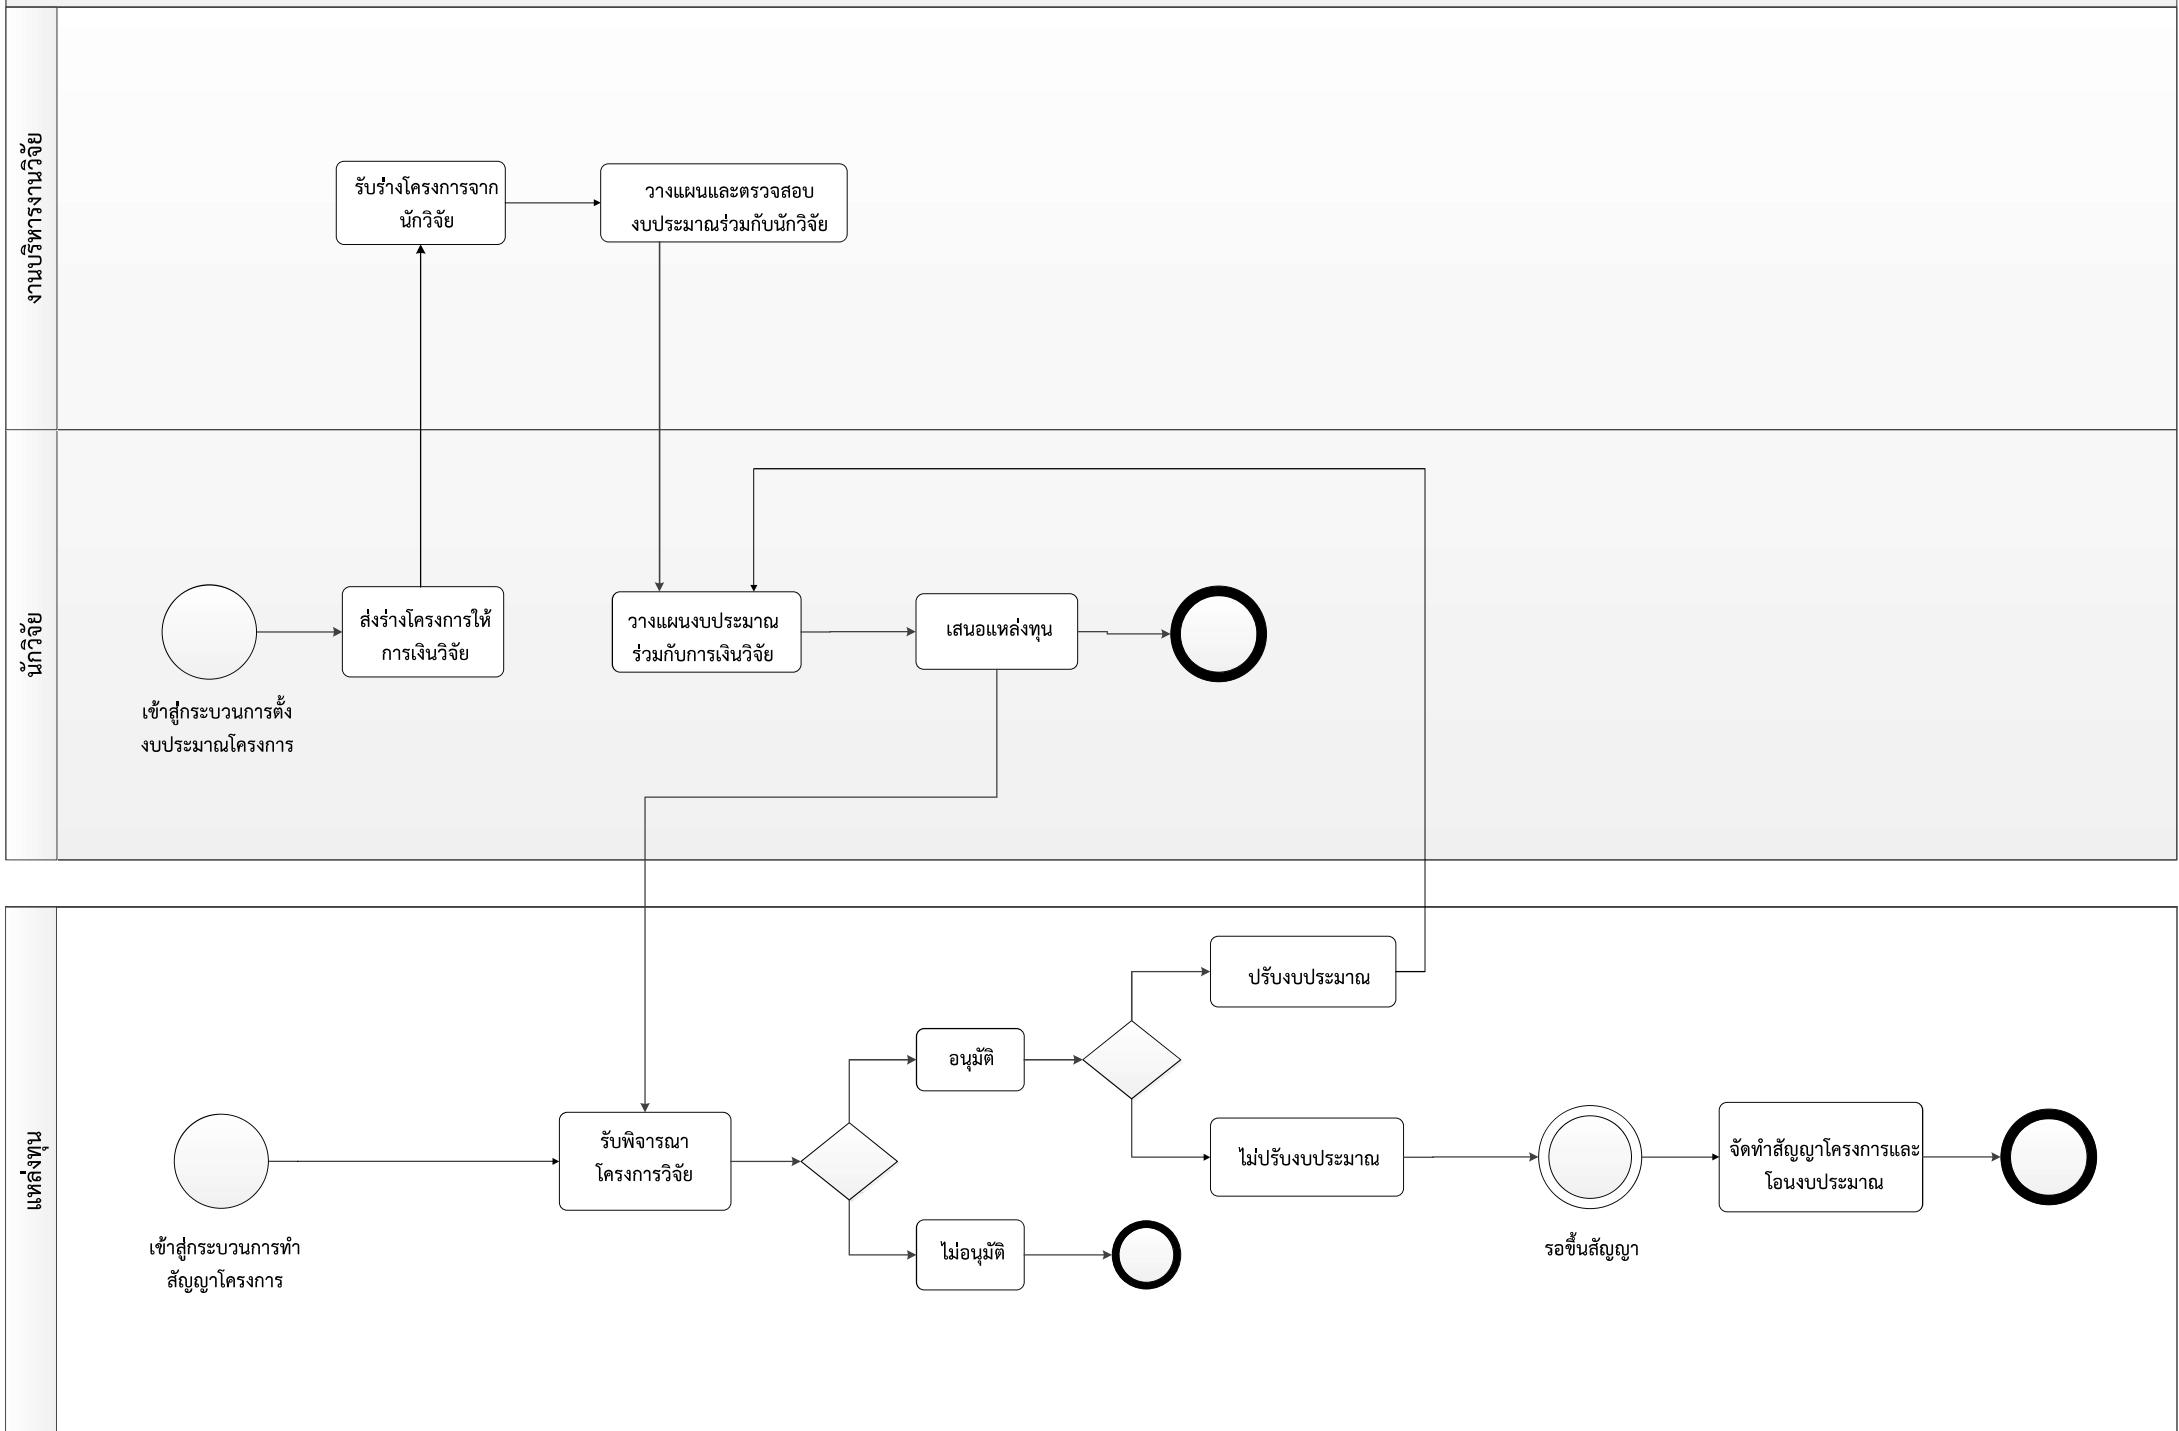 งานบริหารงานวิจัย
รับร่างโครงการจาก
นักวิจัย
วางแผนและตรวจสอบ
งบประมาณร่วมกับนักวิจัย
นักวิจัย
เข้าสู่กระบวนการตั้ง
งบประมาณโครงการ
ส่งร่างโครงการให้
การเงินวิจัย
วางแผนงบประมาณ
ร่วมกับการเงินวิจัย
เสนอแหล่งทุน
แหล่งทุน
เข้าสู่กระบวนการทำ
สัญญาโครงการ
รับพิจารณา
โครงการวิจัย
อนุมัติ
ไม่อนุมัติ
ปรับงบประมาณ
ไม่ปรับงบประมาณ
รอขึ้นสัญญา
จัดทำสัญญาโครงการและ
โอนงบประมาณ